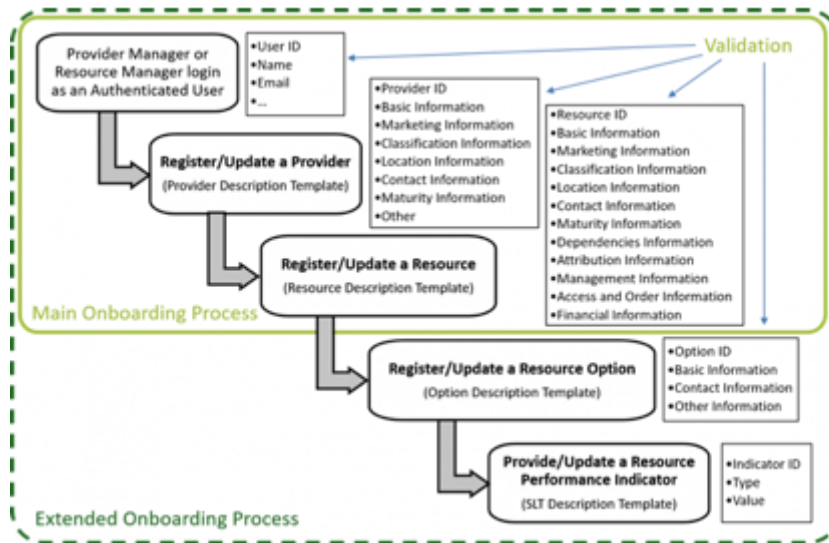 Provider Manager or
Resource Manager login
as an Authenticated User
•User ID
•Name
•Email
•...
Validation
•Provider ID
•Basic Information
•Marketing Information
•Classification Information
•Location Information
•Contact Information
•Maturity Information
•Other
•Resource ID
•Basic Information
•Marketing Information
•Classification Information
•Location Information
•Contact Information
•Maturity Information
•Dependencies Information
•Attribution Information
•Management Information
•Access and Order Information
•Financial Information
Register/Update a Provider
(Provider Description Template)
Register/Update a Resource
(Resource Description Template)
Main Onboarding Process
Register/Update a Resource Option
(Option Description Template)
•Option ID
•Basic Information
•Contact Information
•Other Information
Provide/Update a Resource
Performance Indicator
(SLT Description Template)
•Indicator ID
•Type
•Value
Extended Onboarding Process